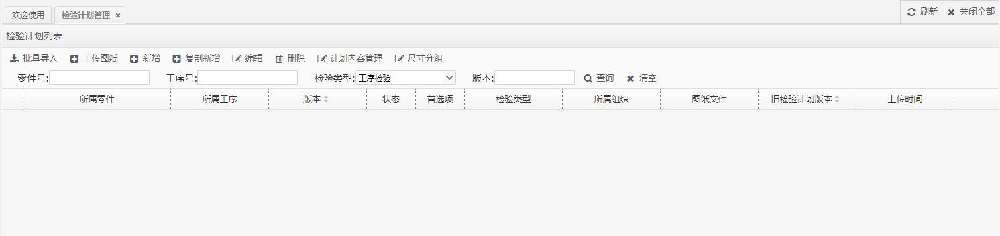 欢迎使用 检验计划管理 刷新 关闭全部
检验计划列表
批量导入 上传图纸 新增 复制新增 编辑 删除 计划内容管理 尺寸分组
零件号: 工序号: 检验类型: 工序检验 版本: 查询 清空
所属零件 所属工序 版本 状态 首选项 检验类型 所属组织 图纸文件 旧检验计划版本 上传时间